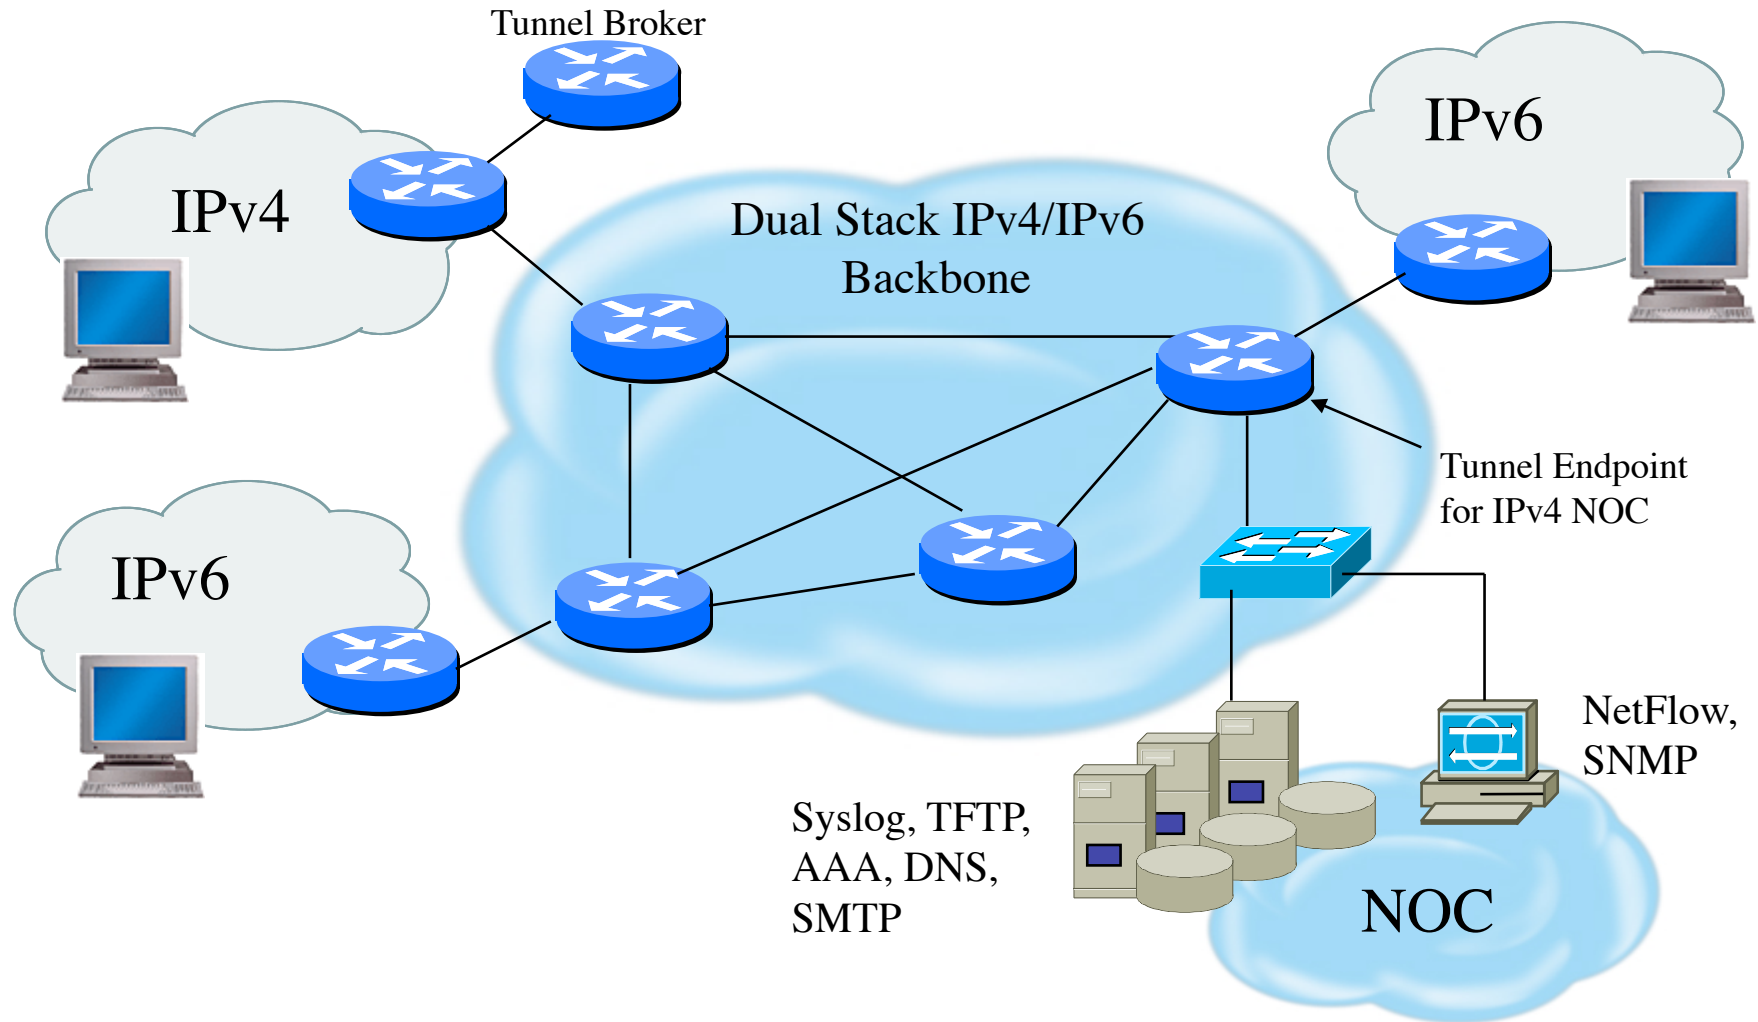 Tunnel Broker
IPv6
IPv4
Dual Stack IPv4/IPv6
Backbone
Tunnel Endpoint
for IPv4 NOC
IPv6
NetFlow,
SNMP
Syslog, TFTP,
AAA, DNS,
SMTP
NOC